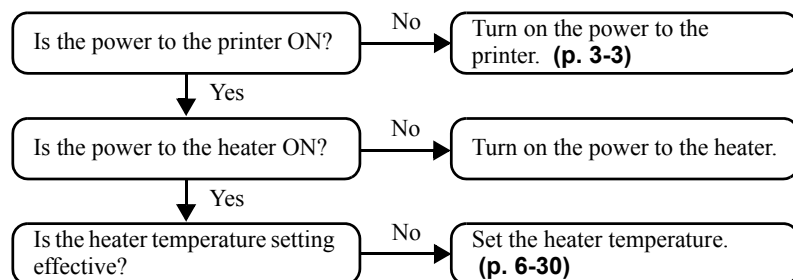 Is the power to the printer ON?
No
Turn on the power to the
printer. (p. 3-3)
Yes
Is the power to the heater ON?
No
Turn on the power to the heater.
Yes
Is the heater temperature setting
effective?
No
Set the heater temperature.
(p. 6-30)